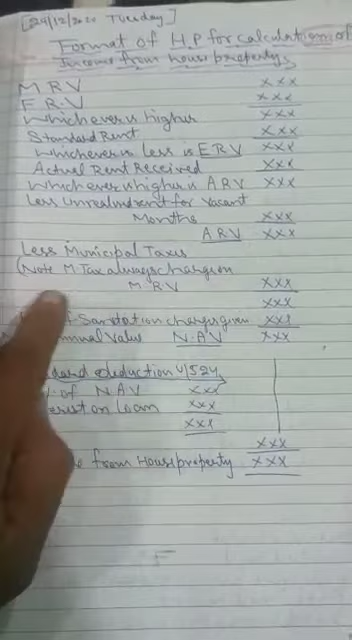 [29/12/2020 Tuesday]
Format of H.P for calculation of
Income from house property
M R V xxx
F.R.V xxx
Whichever is higher xxx
Standard Rent xxx
whichever is Less is E R V xxx
Actual Rent Received xxx
Whichever is higher is A R V xxx
Less Unrealised rent for vacant
Months xxx
A R V xxx
Less Municipal Taxes
(Note M.Tax always charge on
M R V xxx
xxx
charges given xxx
Annual Value N.A.V xxx
deduction U/S 24
of N A V xxx
on Loan xxx
xxx
xxx
from House property xxx